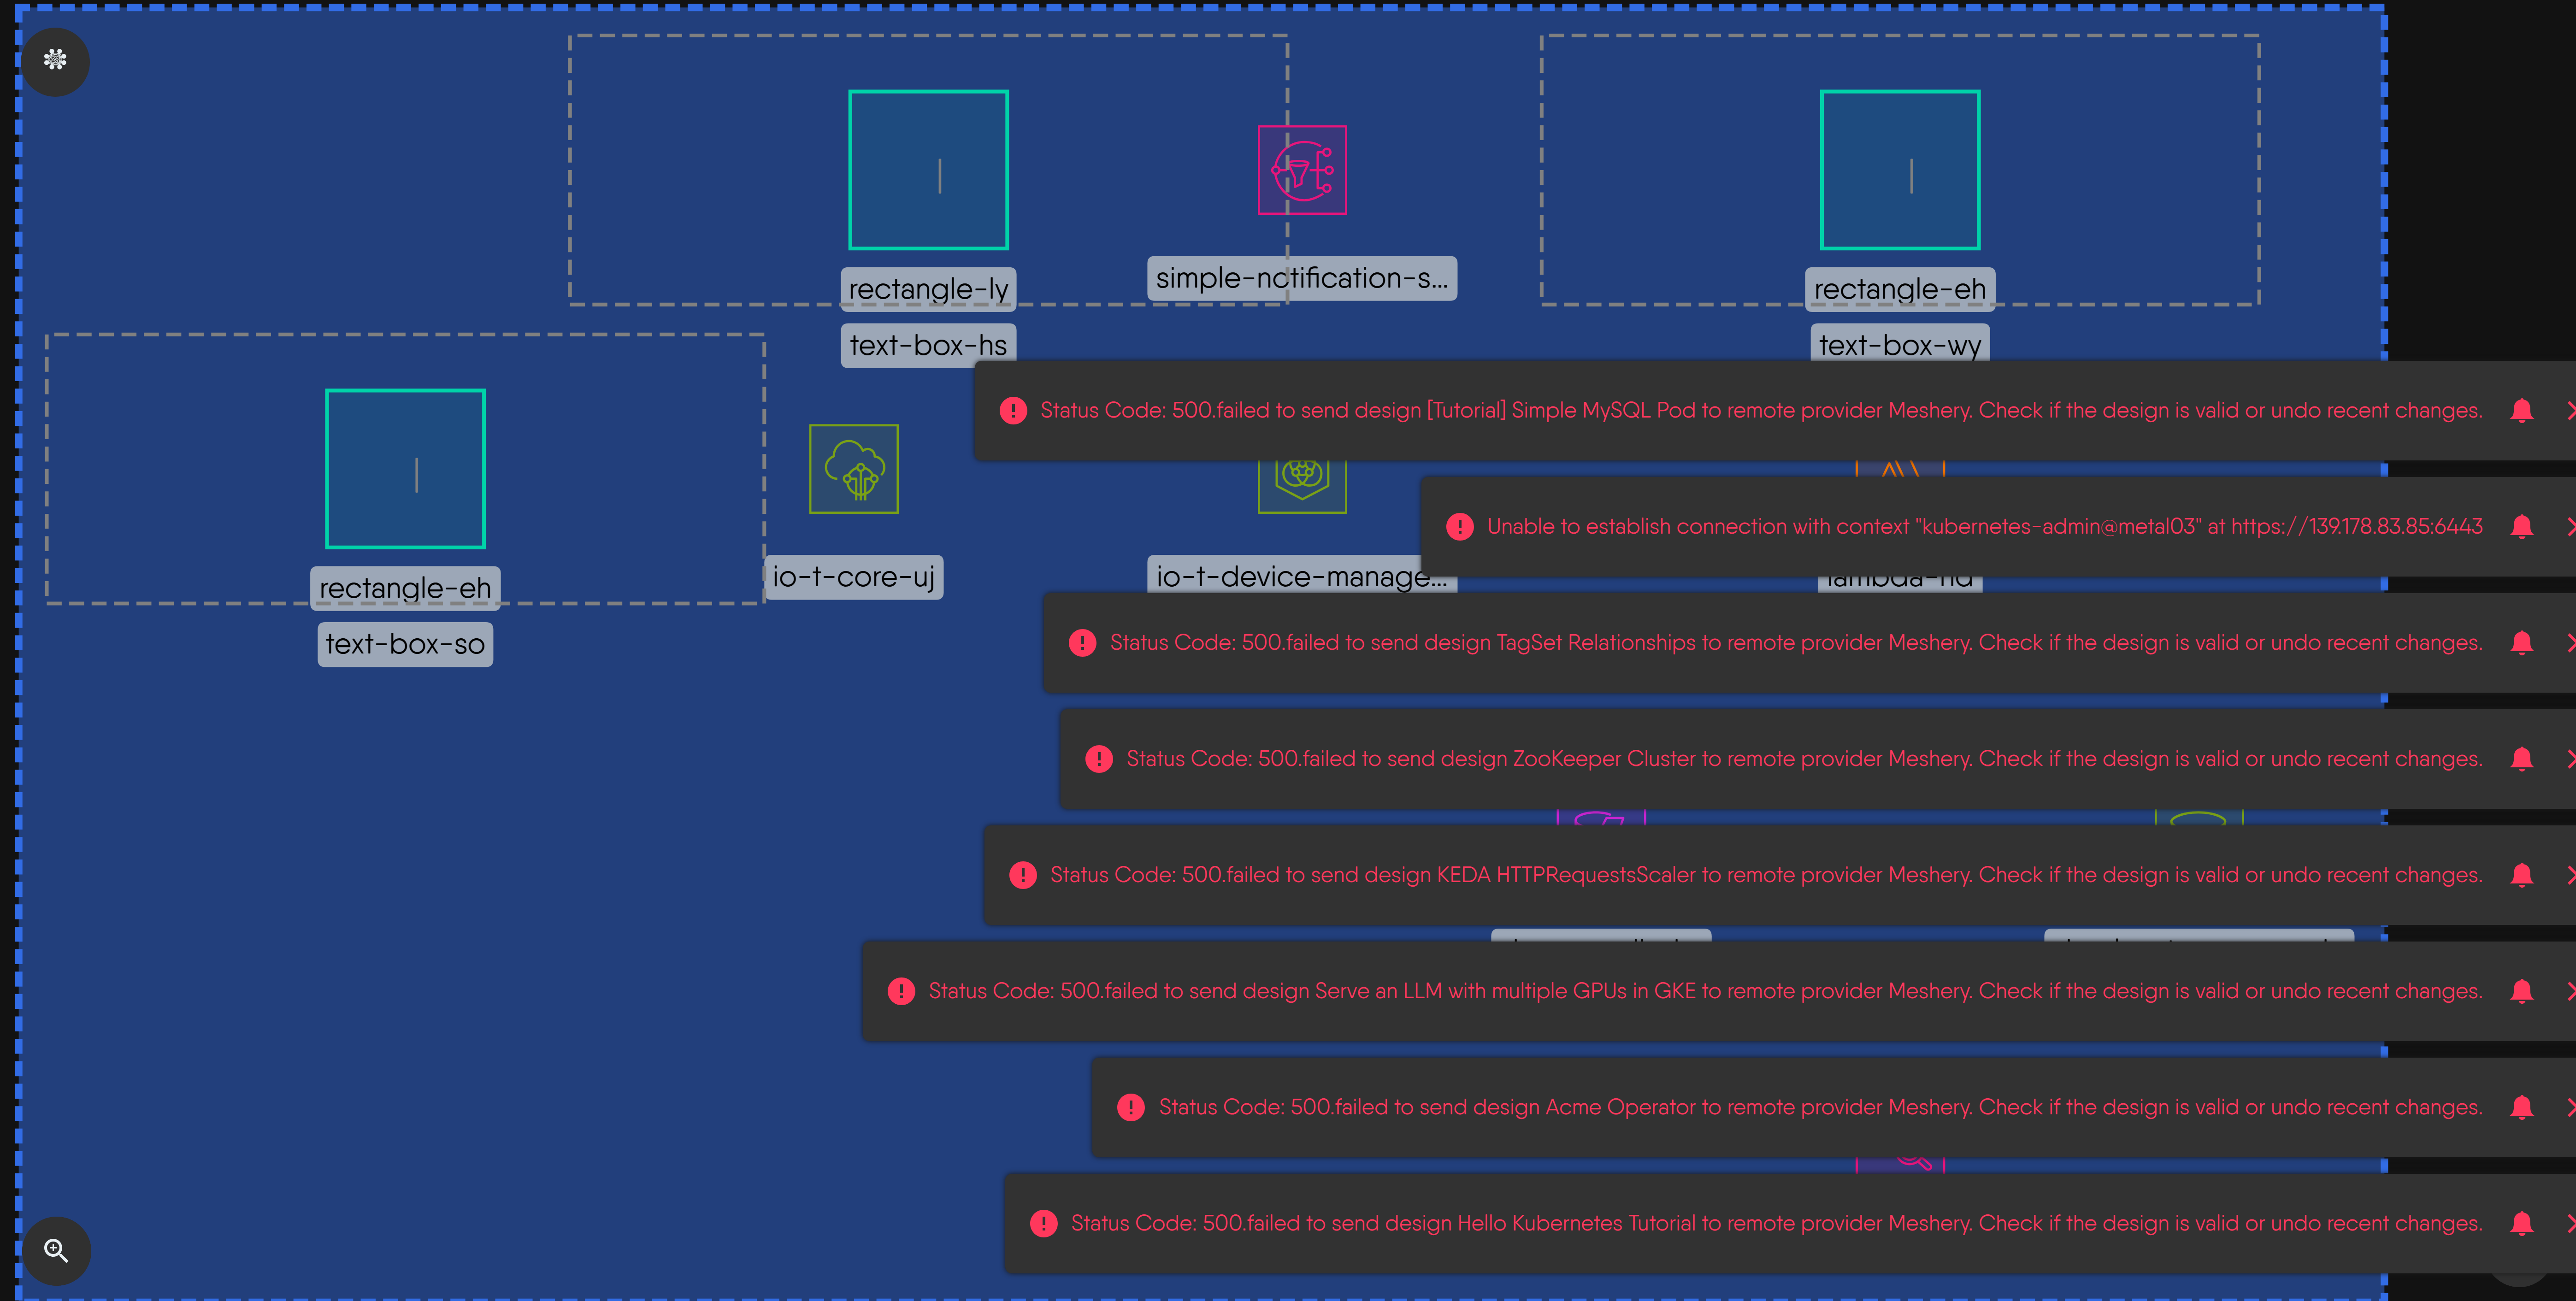 rectangle-ly
simple-notification-s...
rectangle-eh
text-box-hs
text-box-wy
Status Code: 500.failed to send design [Tutorial] Simple MySQL Pod to remote provider Meshery. Check if the design is valid or undo recent changes.
Unable to establish connection with context "kubernetes-admin@metal03" at https://139.178.83.85:6443
rectangle-eh
io-t-core-uj
io-t-device-manage...
text-box-so
Status Code: 500.failed to send design TagSet Relationships to remote provider Meshery. Check if the design is valid or undo recent changes.
Status Code: 500.failed to send design ZooKeeper Cluster to remote provider Meshery. Check if the design is valid or undo recent changes.
Status Code: 500.failed to send design KEDA HTTPRequestsScaler to remote provider Meshery. Check if the design is valid or undo recent changes.
Status Code: 500.failed to send design Serve an LLM with multiple GPUs in GKE to remote provider Meshery. Check if the design is valid or undo recent changes.
Status Code: 500.failed to send design Acme Operator to remote provider Meshery. Check if the design is valid or undo recent changes.
Status Code: 500.failed to send design Hello Kubernetes Tutorial to remote provider Meshery. Check if the design is valid or undo recent changes.